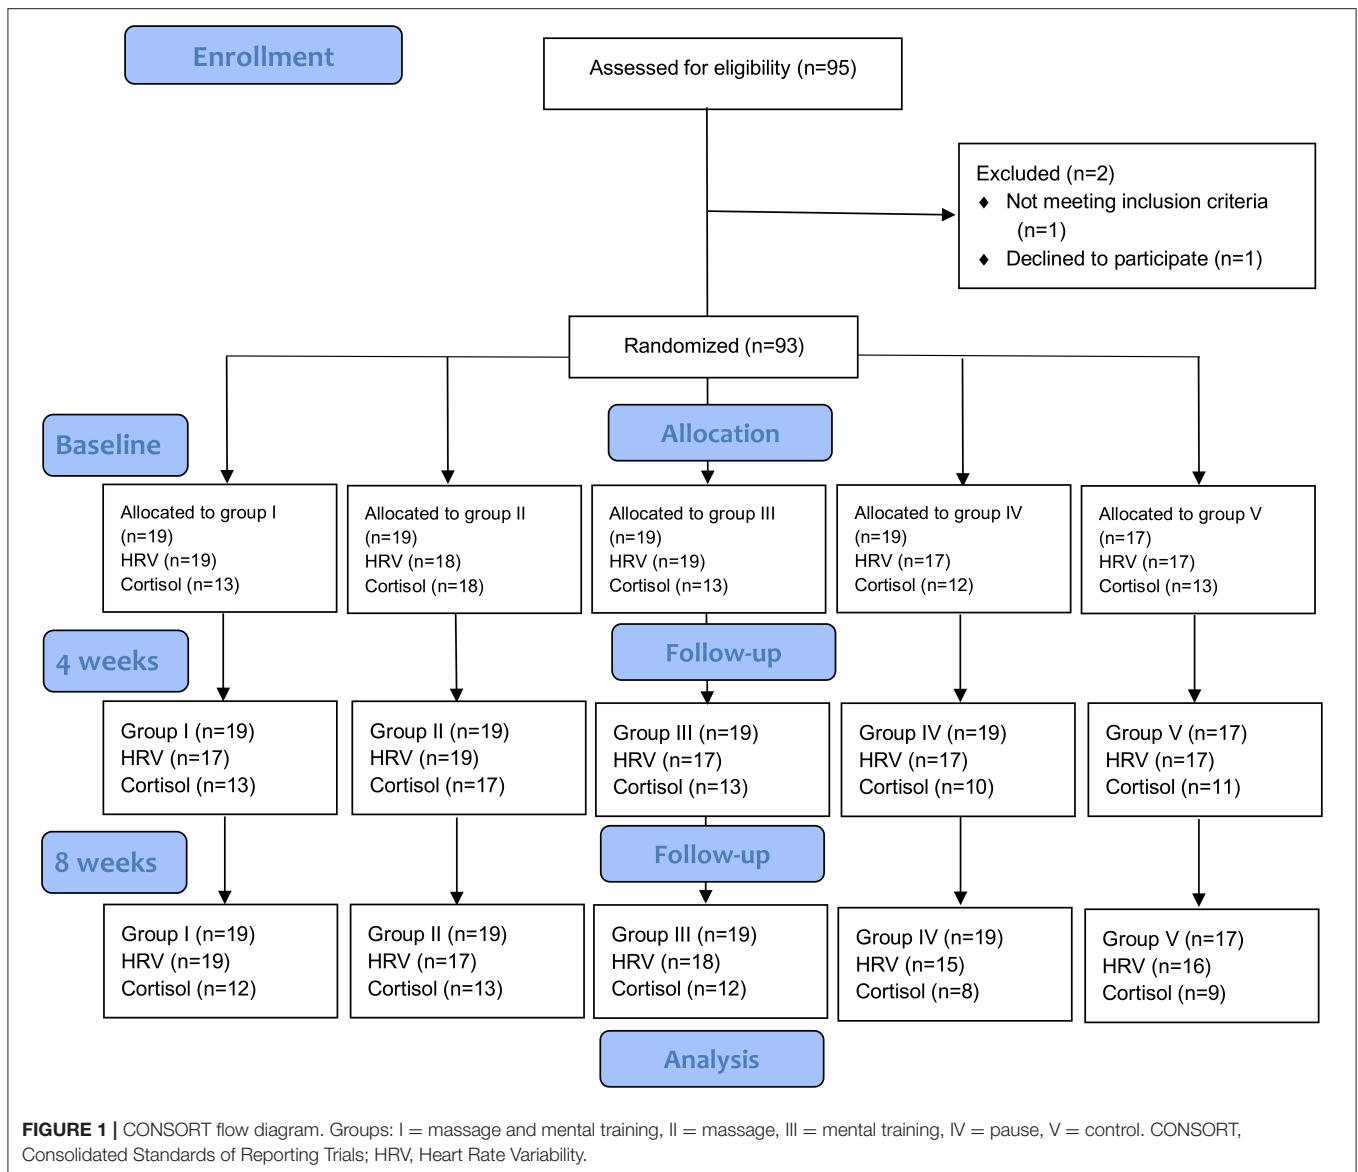 Enrollment
Assessed for eligibility (n=95)
Excluded (n=2)
♦ Not meeting inclusion criteria
(n=1)
♦ Declined to participate (n=1)
Randomized (n=93)
Baseline
Allocation
Allocated to group I
(n=19)
HRV (n=19)
Cortisol (n=13)
Allocated to group II
(n=19)
HRV (n=18)
Cortisol (n=18)
Allocated to group III
(n=19)
HRV (n=19)
Cortisol (n=13)
Allocated to group IV
(n=19)
HRV (n=17)
Cortisol (n=12)
Allocated to group V
(n=17)
HRV (n=17)
Cortisol (n=13)
4 weeks
Follow-up
Group I (n=19)
HRV (n=17)
Cortisol (n=13)
Group II (n=19)
HRV (n=19)
Cortisol (n=17)
Group III (n=19)
HRV (n=17)
Cortisol (n=13)
Group IV (n=19)
HRV (n=17)
Cortisol (n=10)
Group V (n=17)
HRV (n=17)
Cortisol (n=11)
8 weeks
Follow-up
Group I (n=19)
HRV (n=19)
Cortisol (n=12)
Group II (n=19)
HRV (n=17)
Cortisol (n=13)
Group III (n=19)
HRV (n=18)
Cortisol (n=12)
Group IV (n=19)
HRV (n=15)
Cortisol (n=8)
Group V (n=17)
HRV (n=16)
Cortisol (n=9)
Analysis
FIGURE 1 | CONSORT flow diagram. Groups: I = massage and mental training, II = massage, III = mental training, IV = pause, V = control. CONSORT,
Consolidated Standards of Reporting Trials; HRV, Heart Rate Variability.